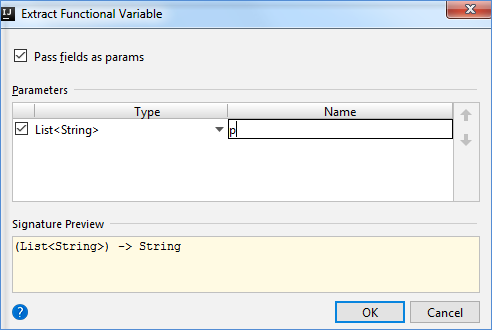 IJ Extract Functional Variable
Pass fields as params
Parameters
Type Name
List<String> p
Signature Preview
(List<String>) -> String
? OK Cancel